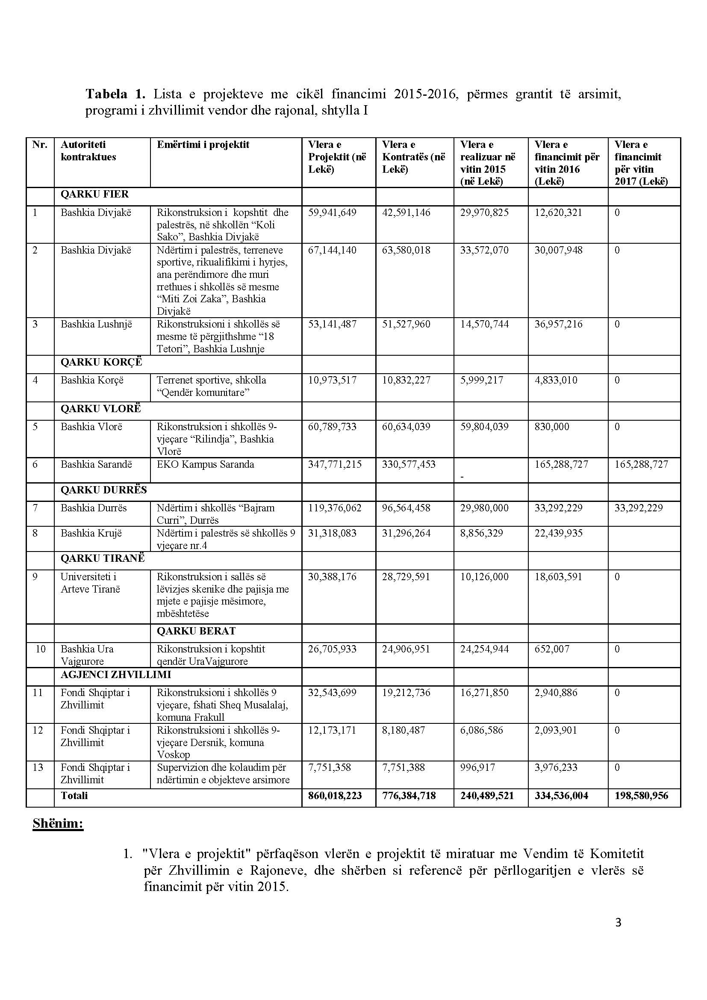 Tabela 1. Lista e projekteve me cikël financimi 2015-2016, përmes grantit të arsimit,
programi i zhvillimit vendor dhe rajonal, shtylla I
Nr. Autoriteti kontraktues Emërtimi i projektit Vlera e Projektit (në Lekë) Vlera e Kontratës (në Lekë) Vlera e realizuar në vitin 2015 (në Lekë) Vlera e financimit për vitin 2016 (Lekë) Vlera e financimit për vitin 2017 (Lekë)
QARKU FIER
1 Bashkia Divjakë Rikonstruksion i kopshtit dhe palestrës, në shkollën “Koli Sako”, Bashkia Divjakë 59,941,649 42,591,146 29,970,825 12,620,321 0
2 Bashkia Divjakë Ndërtim i palestrës, terreneve sportive, rikualifikimi i hyrjes, ana perëndimore dhe muri rrethues i shkollës së mesme “Miti Zoi Zaka”, Bashkia Divjakë 67,144,140 63,580,018 33,572,070 30,007,948 0
3 Bashkia Lushnjë Rikonstruksioni i shkollës së mesme të përgjithshme “18 Tetori”, Bashkia Lushnje 53,141,487 51,527,960 14,570,744 36,957,216 0
QARKU KORÇË
4 Bashkia Korçë Terrenet sportive, shkolla “Qendër komunitare” 10,973,517 10,832,227 5,999,217 4,833,010 0
QARKU VLORË
5 Bashkia Vlorë Rikonstruksion i shkollës 9-vjeçare “Rilindja”, Bashkia Vlorë 60,789,733 60,634,039 59,804,039 830,000 0
6 Bashkia Sarandë EKO Kampus Saranda 347,771,215 330,577,453 - 165,288,727 165,288,727
QARKU DURRËS
7 Bashkia Durrës Ndërtim i shkollës “Bajram Curri”, Durrës 119,376,062 96,564,458 29,980,000 33,292,229 33,292,229
8 Bashkia Krujë Ndërtim i palestrës së shkollës 9 vjeçare nr.4 31,318,083 31,296,264 8,856,329 22,439,935
QARKU TIRANË
9 Universiteti i Arteve Tiranë Rikonstruksion i sallës së lëvizjes skenike dhe pajisja me mjete e pajisje mësimore, mbështetëse 30,388,176 28,729,591 10,126,000 18,603,591 0
QARKU BERAT
10 Bashkia Ura Vajgurore Rikonstruksion i kopshtit qendër UraVajgurore 26,705,933 24,906,951 24,254,944 652,007 0
AGJENCI ZHVILLIMI
11 Fondi Shqiptar i Zhvillimit Rikonstruksioni i shkollës 9 vjeçare, fshati Sheq Musalalaj, komuna Frakull 32,543,699 19,212,736 16,271,850 2,940,886 0
12 Fondi Shqiptar i Zhvillimit Rikonstruksioni i shkollës 9-vjeçare Dersnik, komuna Voskop 12,173,171 8,180,487 6,086,586 2,093,901 0
13 Fondi Shqiptar i Zhvillimit Supervizion dhe kolaudim për ndërtimin e objekteve arsimore 7,751,358 7,751,388 996,917 3,976,233 0
Totali 860,018,223 776,384,718 240,489,521 334,536,004 198,580,956
Shënim:
1. "Vlera e projektit" përfaqëson vlerën e projektit të miratuar me Vendim të Komitetit
për Zhvillimin e Rajoneve, dhe shërben si referencë për përllogaritjen e vlerës së
financimit për vitin 2015.
3